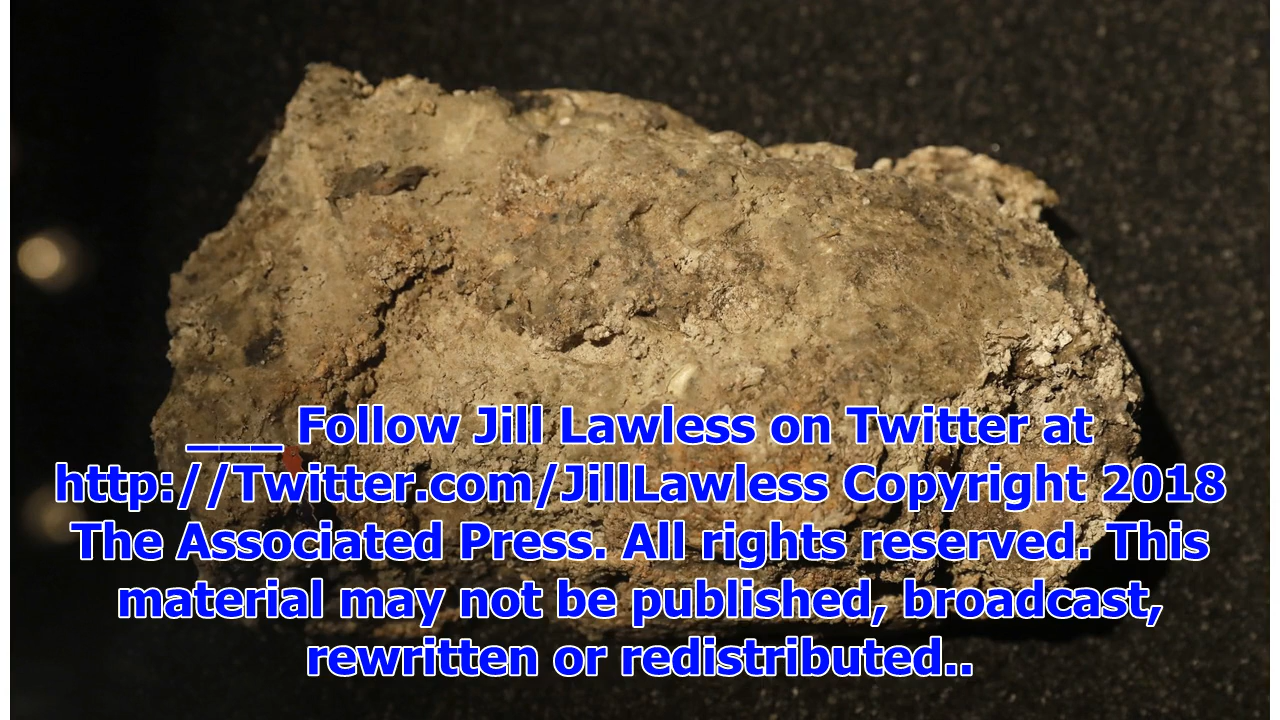 ___ Follow Jill Lawless on Twitter at
http://Twitter.com/JillLawless Copyright 2018
The Associated Press. All rights reserved. This
material may not be published, broadcast,
rewritten or redistributed..